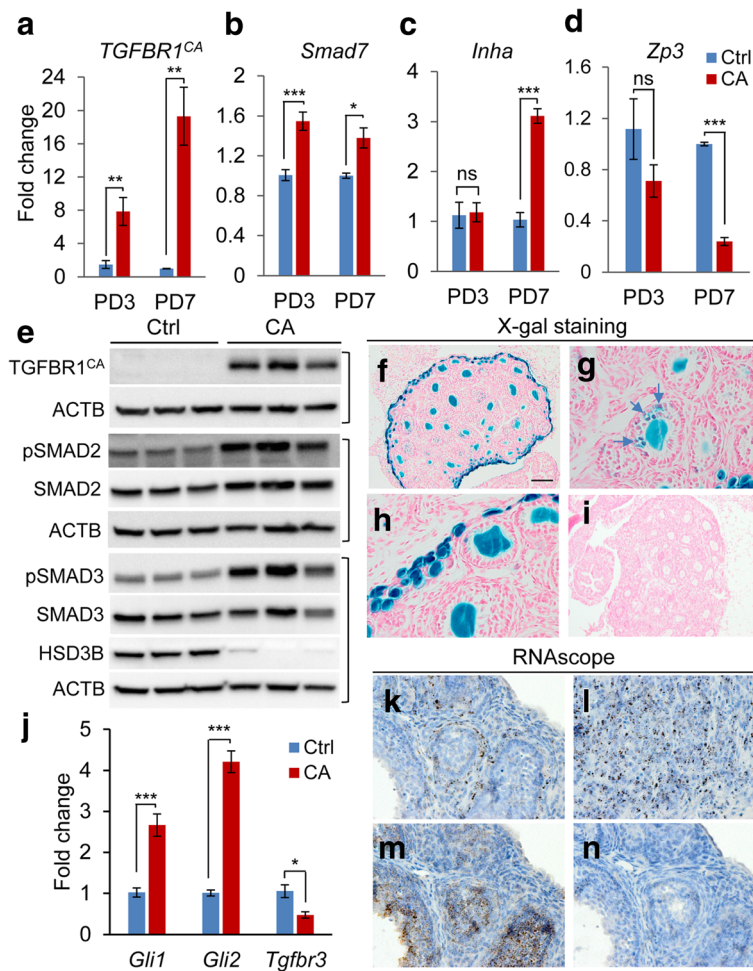 a
TGFBR1CA
b
Smad7
c
Inha
d
Zp3
Fold change
24
20
16
12
8
4
0
**
**
PD3 PD7
2
1.6
1.2
0.8
0.4
0
***
*
PD3 PD7
4
3
2
1
0
ns
***
PD3 PD7
1.6
1.2
0.8
0.4
0
ns
***
PD3 PD7
Ctrl
CA
e
Ctrl CA
TGFBR1CA
ACTB
pSMAD2
SMAD2
ACTB
pSMAD3
SMAD3
HSD3B
ACTB
X-gal staining
f
g
h
i
j
Fold change
5
4
3
2
1
0
***
***
*
Ctrl
CA
Gli1 Gli2 Tgfbr3
RNAscope
k
l
m
n